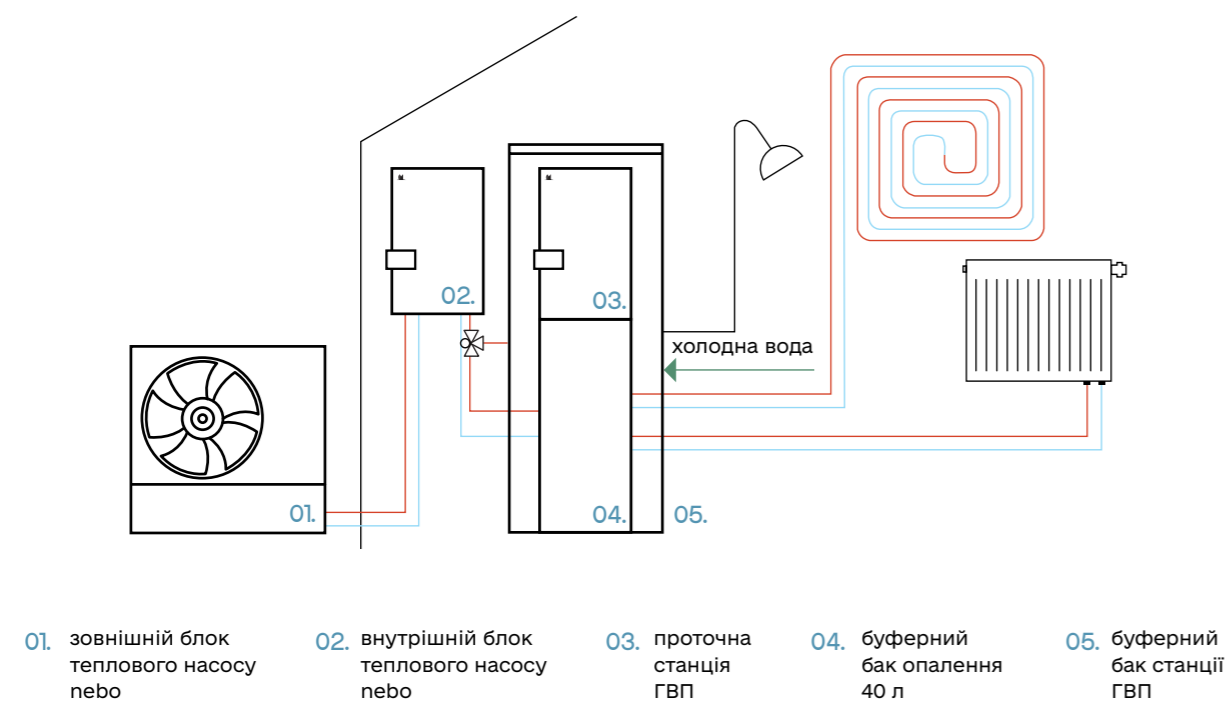 02.
03.
холодна вода
01.
04.
05.
01. зовнішній блок
теплового насосу
nebo
02. внутрішній блок
теплового насосу
nebo
03. проточна
станція
ГВП
04. буферний
бак опалення
40 л
05. буферний
бак станції
ГВП